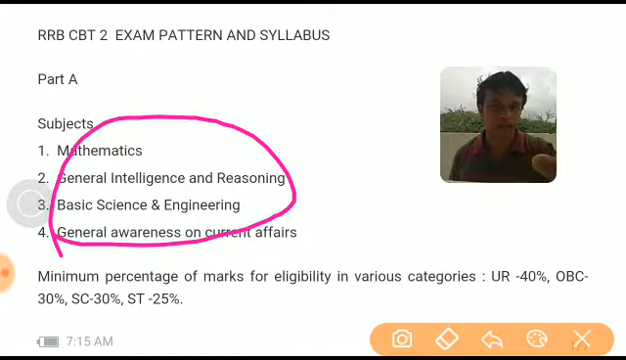 RRB CBT 2 EXAM PATTERN AND SYLLABUS
Part A
Subjects
1. Mathematics
2. General Intelligence and Reasoning
3. Basic Science & Engineering
4. General awareness on current affairs
Minimum percentage of marks for eligibility in various categories : UR -40%, OBC-
30%, SC-30%, ST -25%.
7:15 AM